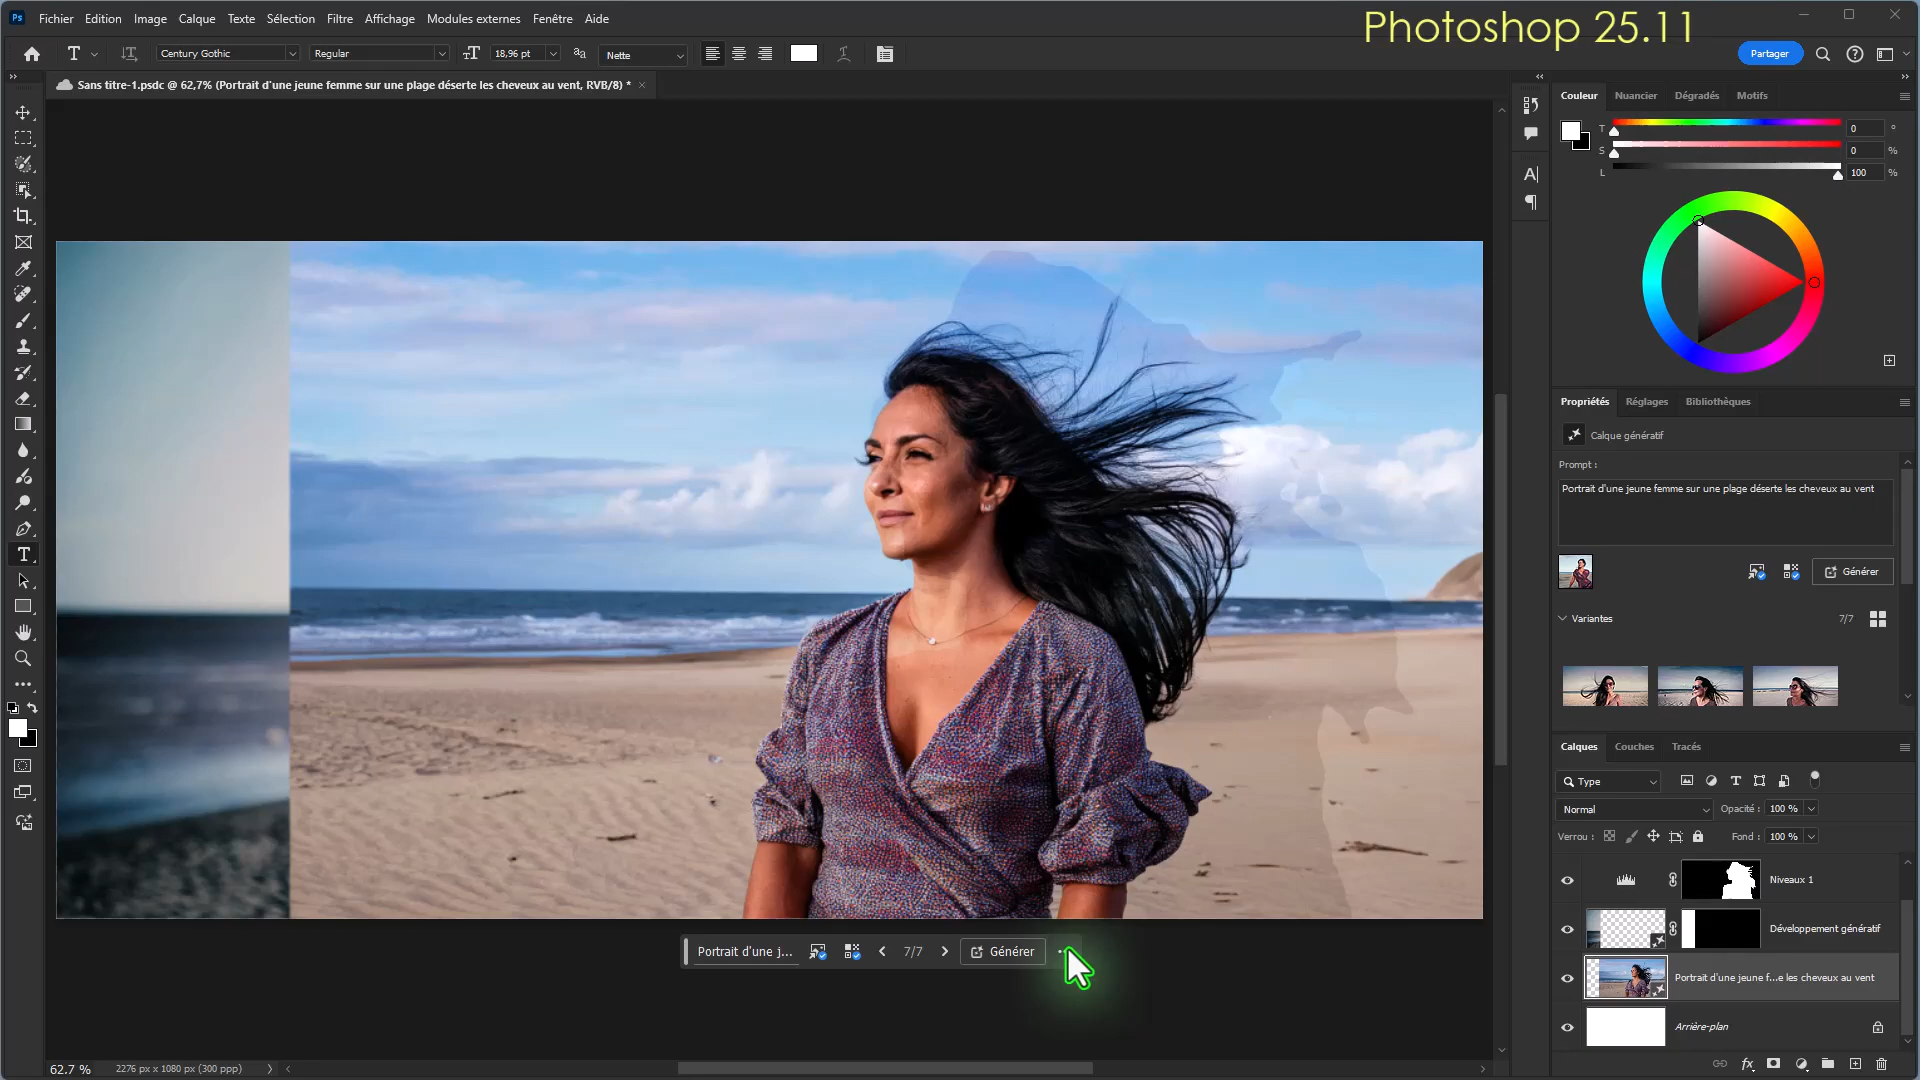 Photoshop 25.11
Ps Fichier Edition Image Calque Texte Sélection Filtre Affichage Modules externes Fenêtre Aide
T Century Gothic Regular 18,96 pt aa Nette Partager
Sans titre-1.psdc @ 62,7% (Portrait d'une jeune femme sur une plage déserte les cheveux au vent, RVB/8) *
Couleur Nuancier Dégradés Motifs
T 0 °
S 0 %
L 100 %
Propriétés Réglages Bibliothèques
Calque génératif
Prompt :
Portrait d'une jeune femme sur une plage déserte les cheveux au vent
Générer
Variantes 7/7
Calques Couches Tracés
Type
Normal Opacité : 100 %
Verrou : Fond : 100 %
Niveaux 1
Développement génératif
Portrait d'une jeune f...e les cheveux au vent
Arrière-plan
fx
Portrait d'une j... 7/7 Générer
62,7 % 2276 px x 1080 px (300 ppp)